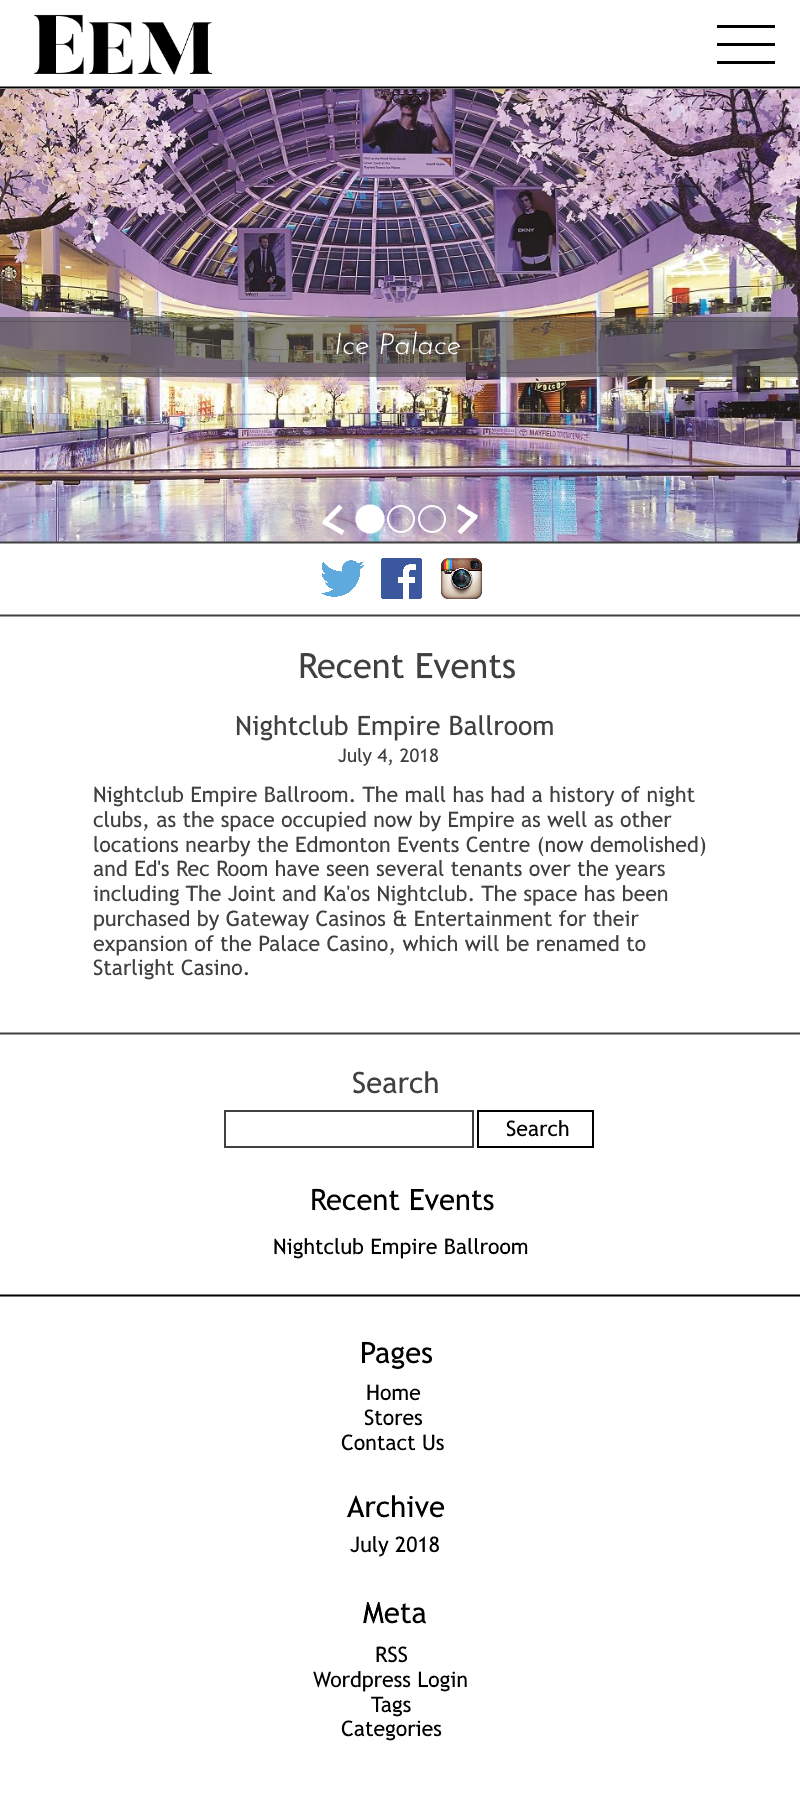 EEM
DKNY
Ice Palace
MAYFIELD TOYOTA
Recent Events
Nightclub Empire Ballroom
July 4, 2018
Nightclub Empire Ballroom. The mall has had a history of night
clubs, as the space occupied now by Empire as well as other
locations nearby the Edmonton Events Centre (now demolished)
and Ed's Rec Room have seen several tenants over the years
including The Joint and Ka'os Nightclub. The space has been
purchased by Gateway Casinos & Entertainment for their
expansion of the Palace Casino, which will be renamed to
Starlight Casino.
Search
Search
Recent Events
Nightclub Empire Ballroom
Pages
Home
Stores
Contact Us
Archive
July 2018
Meta
RSS
Wordpress Login
Tags
Categories